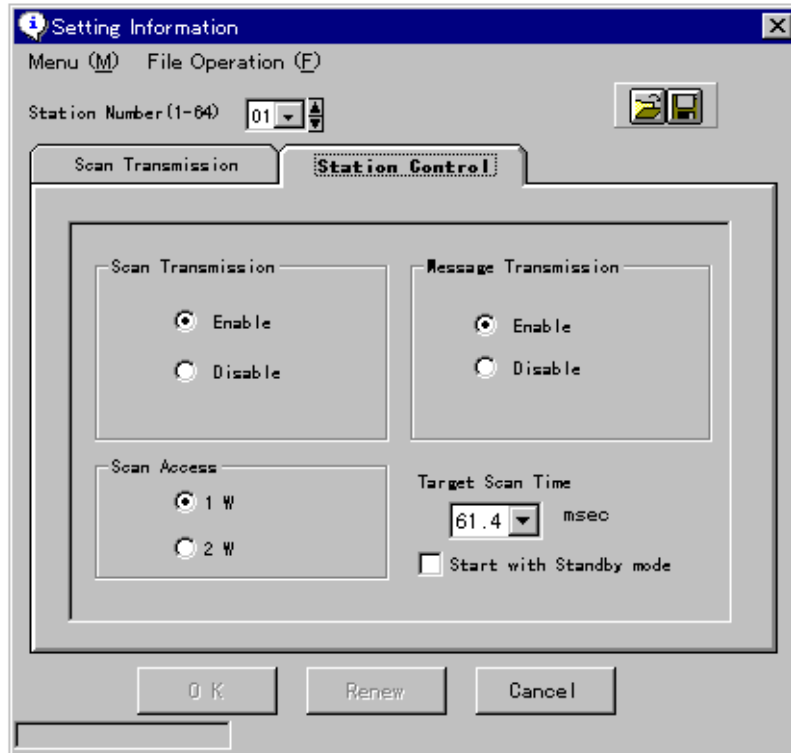 Setting Information
Menu (M) File Operation (F)
Station Number(1-64) 01
Scan Transmission Station Control
Scan Transmission
Enable
Disable
Message Transmission
Enable
Disable
Scan Access
1 W
2 W
Target Scan Time
61.4 msec
Start with Standby mode
O K Renew Cancel